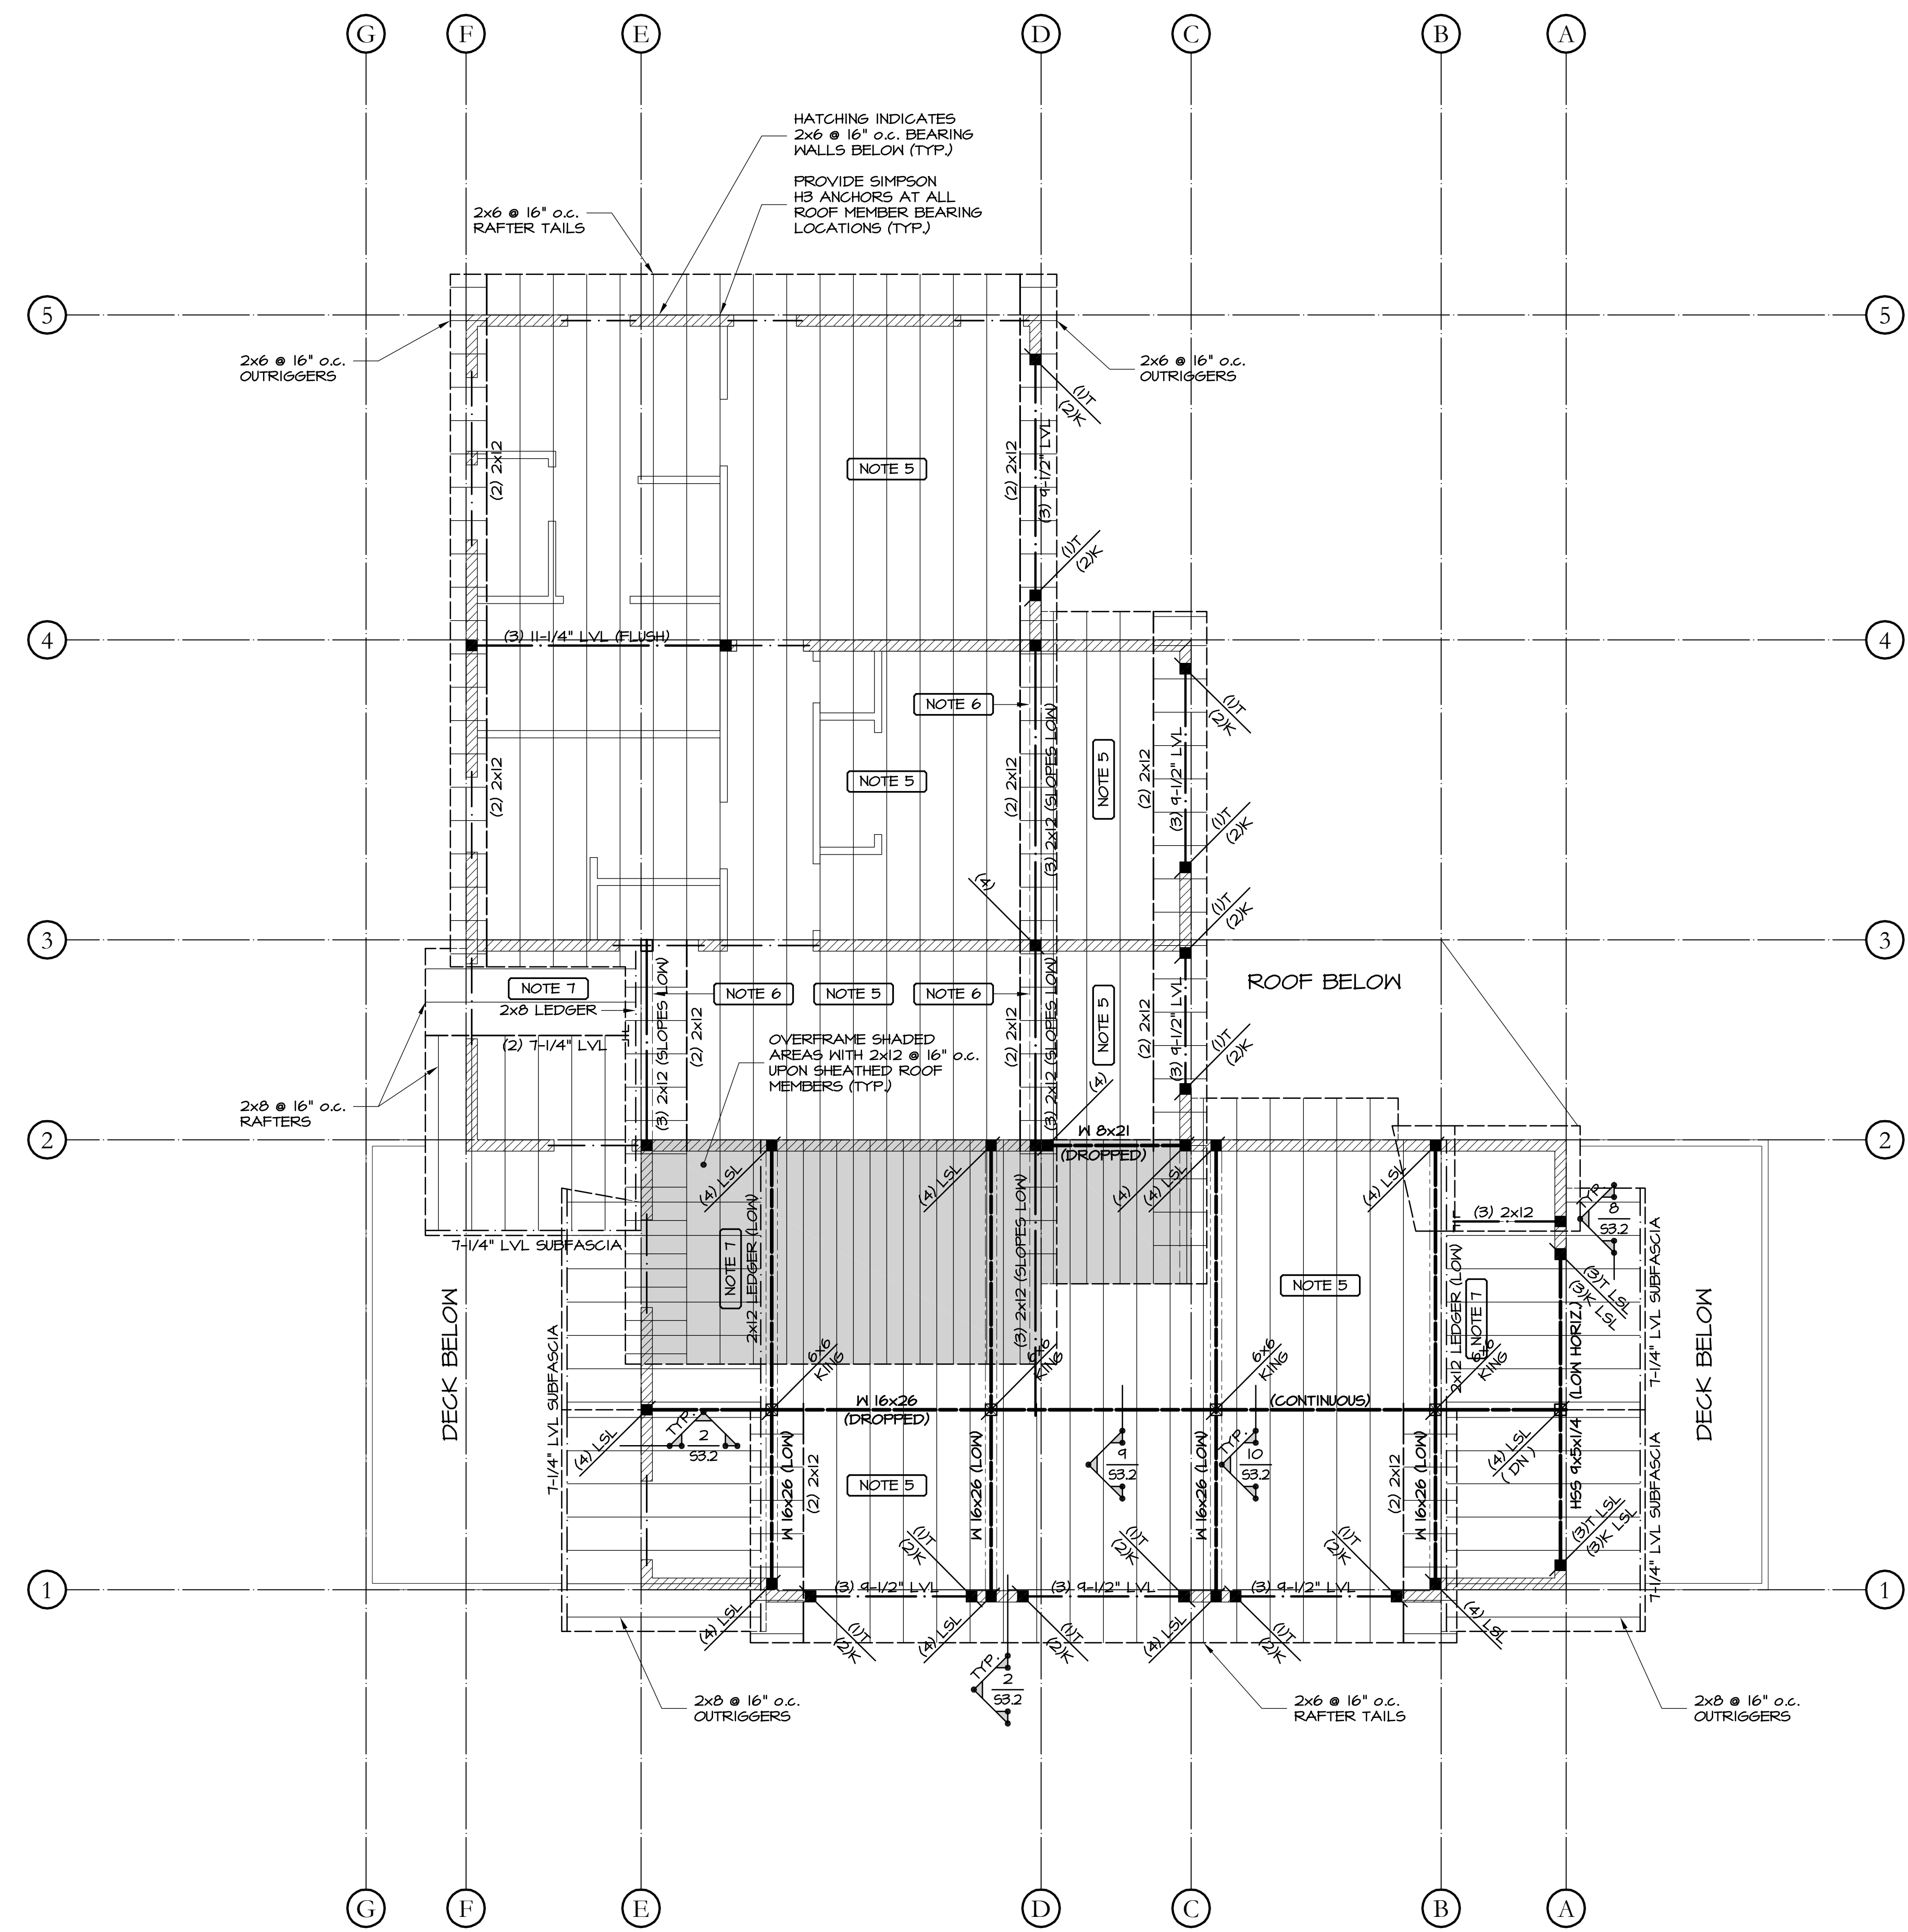 G F E D C B A
HATCHING INDICATES
2x6 @ 16" o.c. BEARING
WALLS BELOW (TYP.)
PROVIDE SIMPSON
H3 ANCHORS AT ALL
ROOF MEMBER BEARING
LOCATIONS (TYP.)
2x6 @ 16" o.c.
RAFTER TAILS
5
5
2x6 @ 16" o.c.
OUTRIGGERS
2x6 @ 16" o.c.
OUTRIGGERS
(1)T
(2)K
(2) 2x12
(2) 2x12
(3) 9-1/2" LVL
NOTE 5
(1)T
(2)K
4
(3) 11-1/4" LVL (FLUSH)
4
NOTE 6
(1)T
(2)K
(2) 2x12
NOTE 5
(2) 2x12
(3) 2x12 (SLOPES LOW)
NOTE 5
(2) 2x12
(3) 9-1/2" LVL
(1)T
(2)K
(4)
(1)T
(2)K
3
3
ROOF BELOW
NOTE 7
2x8 LEDGER
(2) 7-1/4" LVL
(3) 2x12 (SLOPES LOW)
(2) 2x12
NOTE 6
NOTE 5
NOTE 6
(2) 2x12
(3) 2x12 (SLOPES LOW)
NOTE 5
(2) 2x12
(3) 9-1/2" LVL
(1)T
(2)K
OVERFRAME SHADED
AREAS WITH 2x12 @ 16" o.c.
UPON SHEATHED ROOF
MEMBERS (TYP.)
(4)
2x8 @ 16" o.c.
RAFTERS
2
W 8x21
(DROPPED)
2
(4) LSL
(4) LSL
(4)
(4) LSL
(4) LSL
(3) 2x12
TYP.
8
S3.2
7-1/4" LVL SUBFASCIA
NOTE 7
2x12 LEDGER (LOW)
(3) 2x12 (SLOPES LOW)
NOTE 5
2x12 LEDGER (LOW)
NOTE 7
(3)T LSL
(3)K LSL
7-1/4" LVL SUBFASCIA
DECK BELOW
DECK BELOW
7-1/4" LVL SUBFASCIA
6x6
KING
6x6
KING
6x6
KING
6x6
KING
W 16x26
(DROPPED)
(CONTINUOUS)
HSS 9x5x1/4
(LOW HORIZ.)
(4) LSL
TYP.
2
S3.2
W 16x26 (LOW)
(2) 2x12
NOTE 5
W 16x26 (LOW)
9
S3.2
W 16x26 (LOW)
TYP.
10
S3.2
(2) 2x12
W 16x26 (LOW)
(4) LSL
( DN )
7-1/4" LVL SUBFASCIA
(3)T LSL
(3)K LSL
(1)T
(2)K
(1)T
(2)K
(1)T
(2)K
1
(3) 9-1/2" LVL
(3) 9-1/2" LVL
(3) 9-1/2" LVL
1
(4) LSL
(1)T
(2)K
(4) LSL
(1)T
(2)K
(4) LSL
(1)T
(2)K
(4) LSL
TYP.
2
S3.2
2x8 @ 16" o.c.
OUTRIGGERS
2x6 @ 16" o.c.
RAFTER TAILS
2x8 @ 16" o.c.
OUTRIGGERS
G F E D C B A